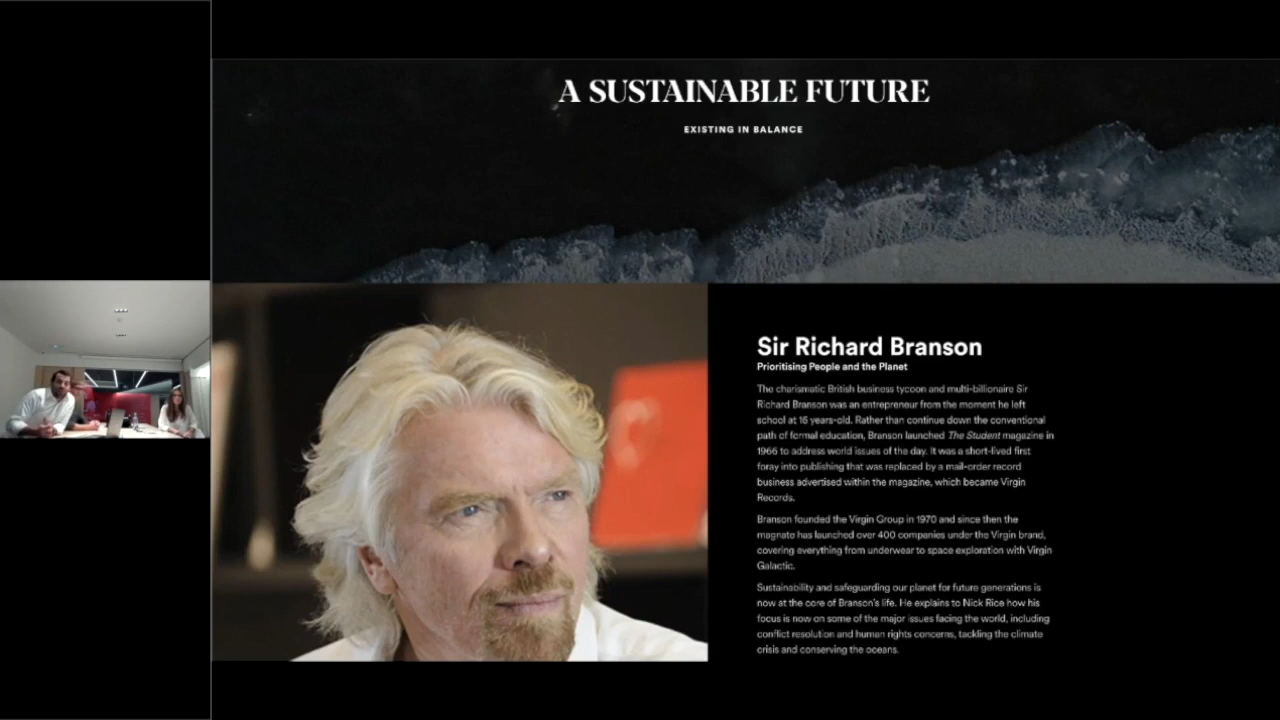 A SUSTAINABLE FUTURE
EXISTING IN BALANCE
Sir Richard Branson
Prioritising People and the Planet
The charismatic British business tycoon and multi-billionaire Sir
Richard Branson was an entrepreneur from the moment he left
school at 16 years-old. Rather than continue down the conventional
path of formal education, Branson launched The Student magazine in
1966 to address world issues of the day. It was a short-lived first
foray into publishing that was replaced by a mail-order record
business advertised within the magazine, which became Virgin
Records.
Branson founded the Virgin Group in 1970 and since then the
magnate has launched over 400 companies under the Virgin brand,
covering everything from underwear to space exploration with Virgin
Galactic.
Sustainability and safeguarding our planet for future generations is
now at the core of Branson's life. He explains to Nick Rice how his
focus is now on some of the major issues facing the world, including
conflict resolution and human rights concerns, tackling the climate
crisis and conserving the oceans.